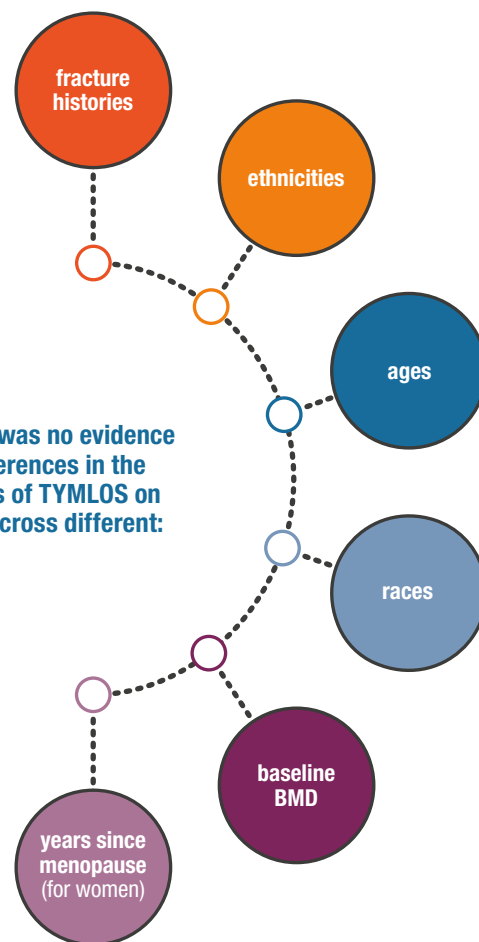 fracture
histories
ethnicities
ages
was no evidence
erences in the
s of TYMLOS on
cross different:
races
baseline
BMD
years since
menopause
(for women)